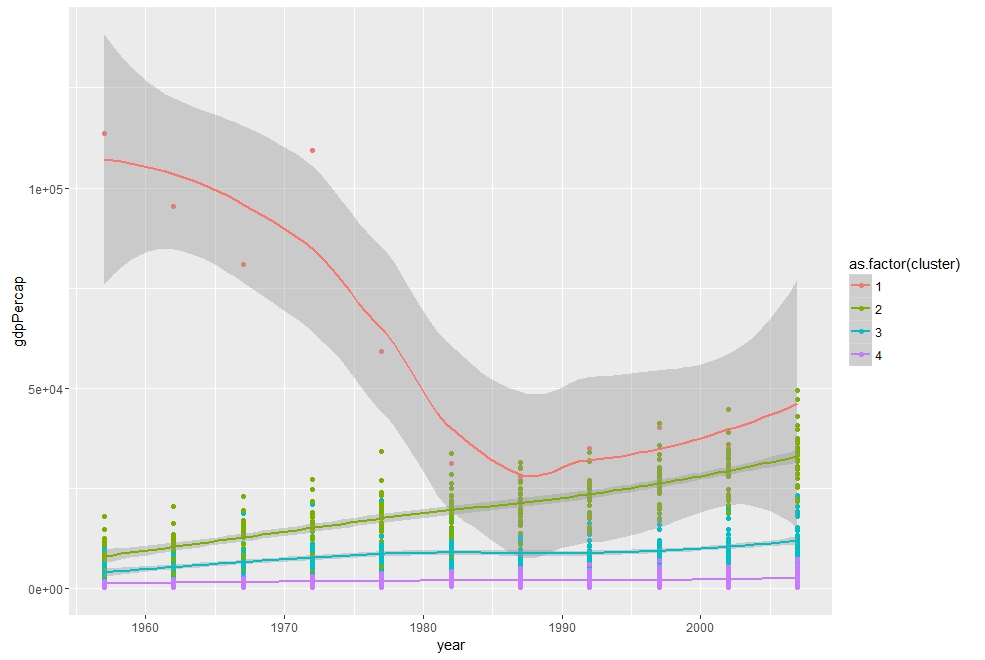 gdpPercap
1e+05
5e+04
0e+00
1960 1970 1980 1990 2000
year
as.factor(cluster)
1
2
3
4